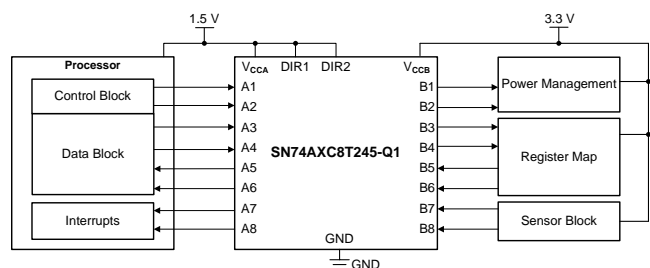 1.5 V
3.3 V
Processor
Control Block
Data Block
Interrupts
VCCA DIR1 DIR2 VCCB
A1
A2
A3
A4
A5
A6
A7
A8
SN74AXC8T245-Q1
B1
B2
B3
B4
B5
B6
B7
B8
GND
GND
Power Management
Register Map
Sensor Block